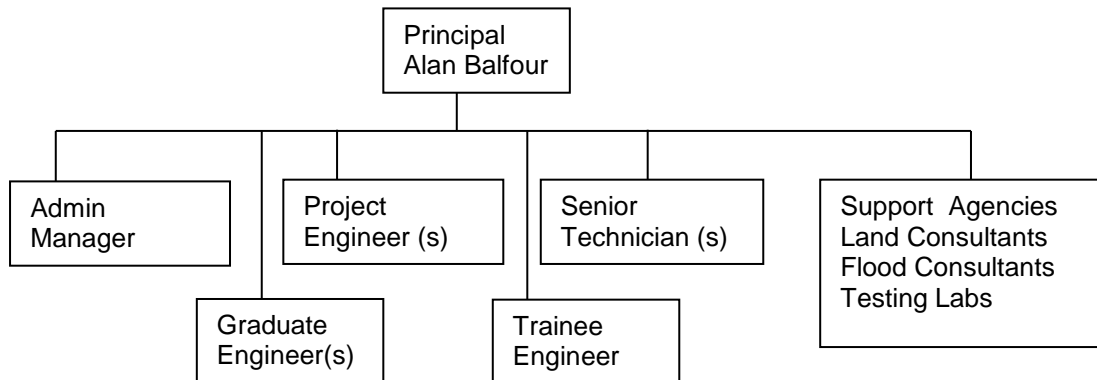 Principal
Alan Balfour
Admin
Manager
Project
Engineer (s)
Senior
Technician (s)
Support Agencies
Land Consultants
Flood Consultants
Testing Labs
Graduate
Engineer(s)
Trainee
Engineer